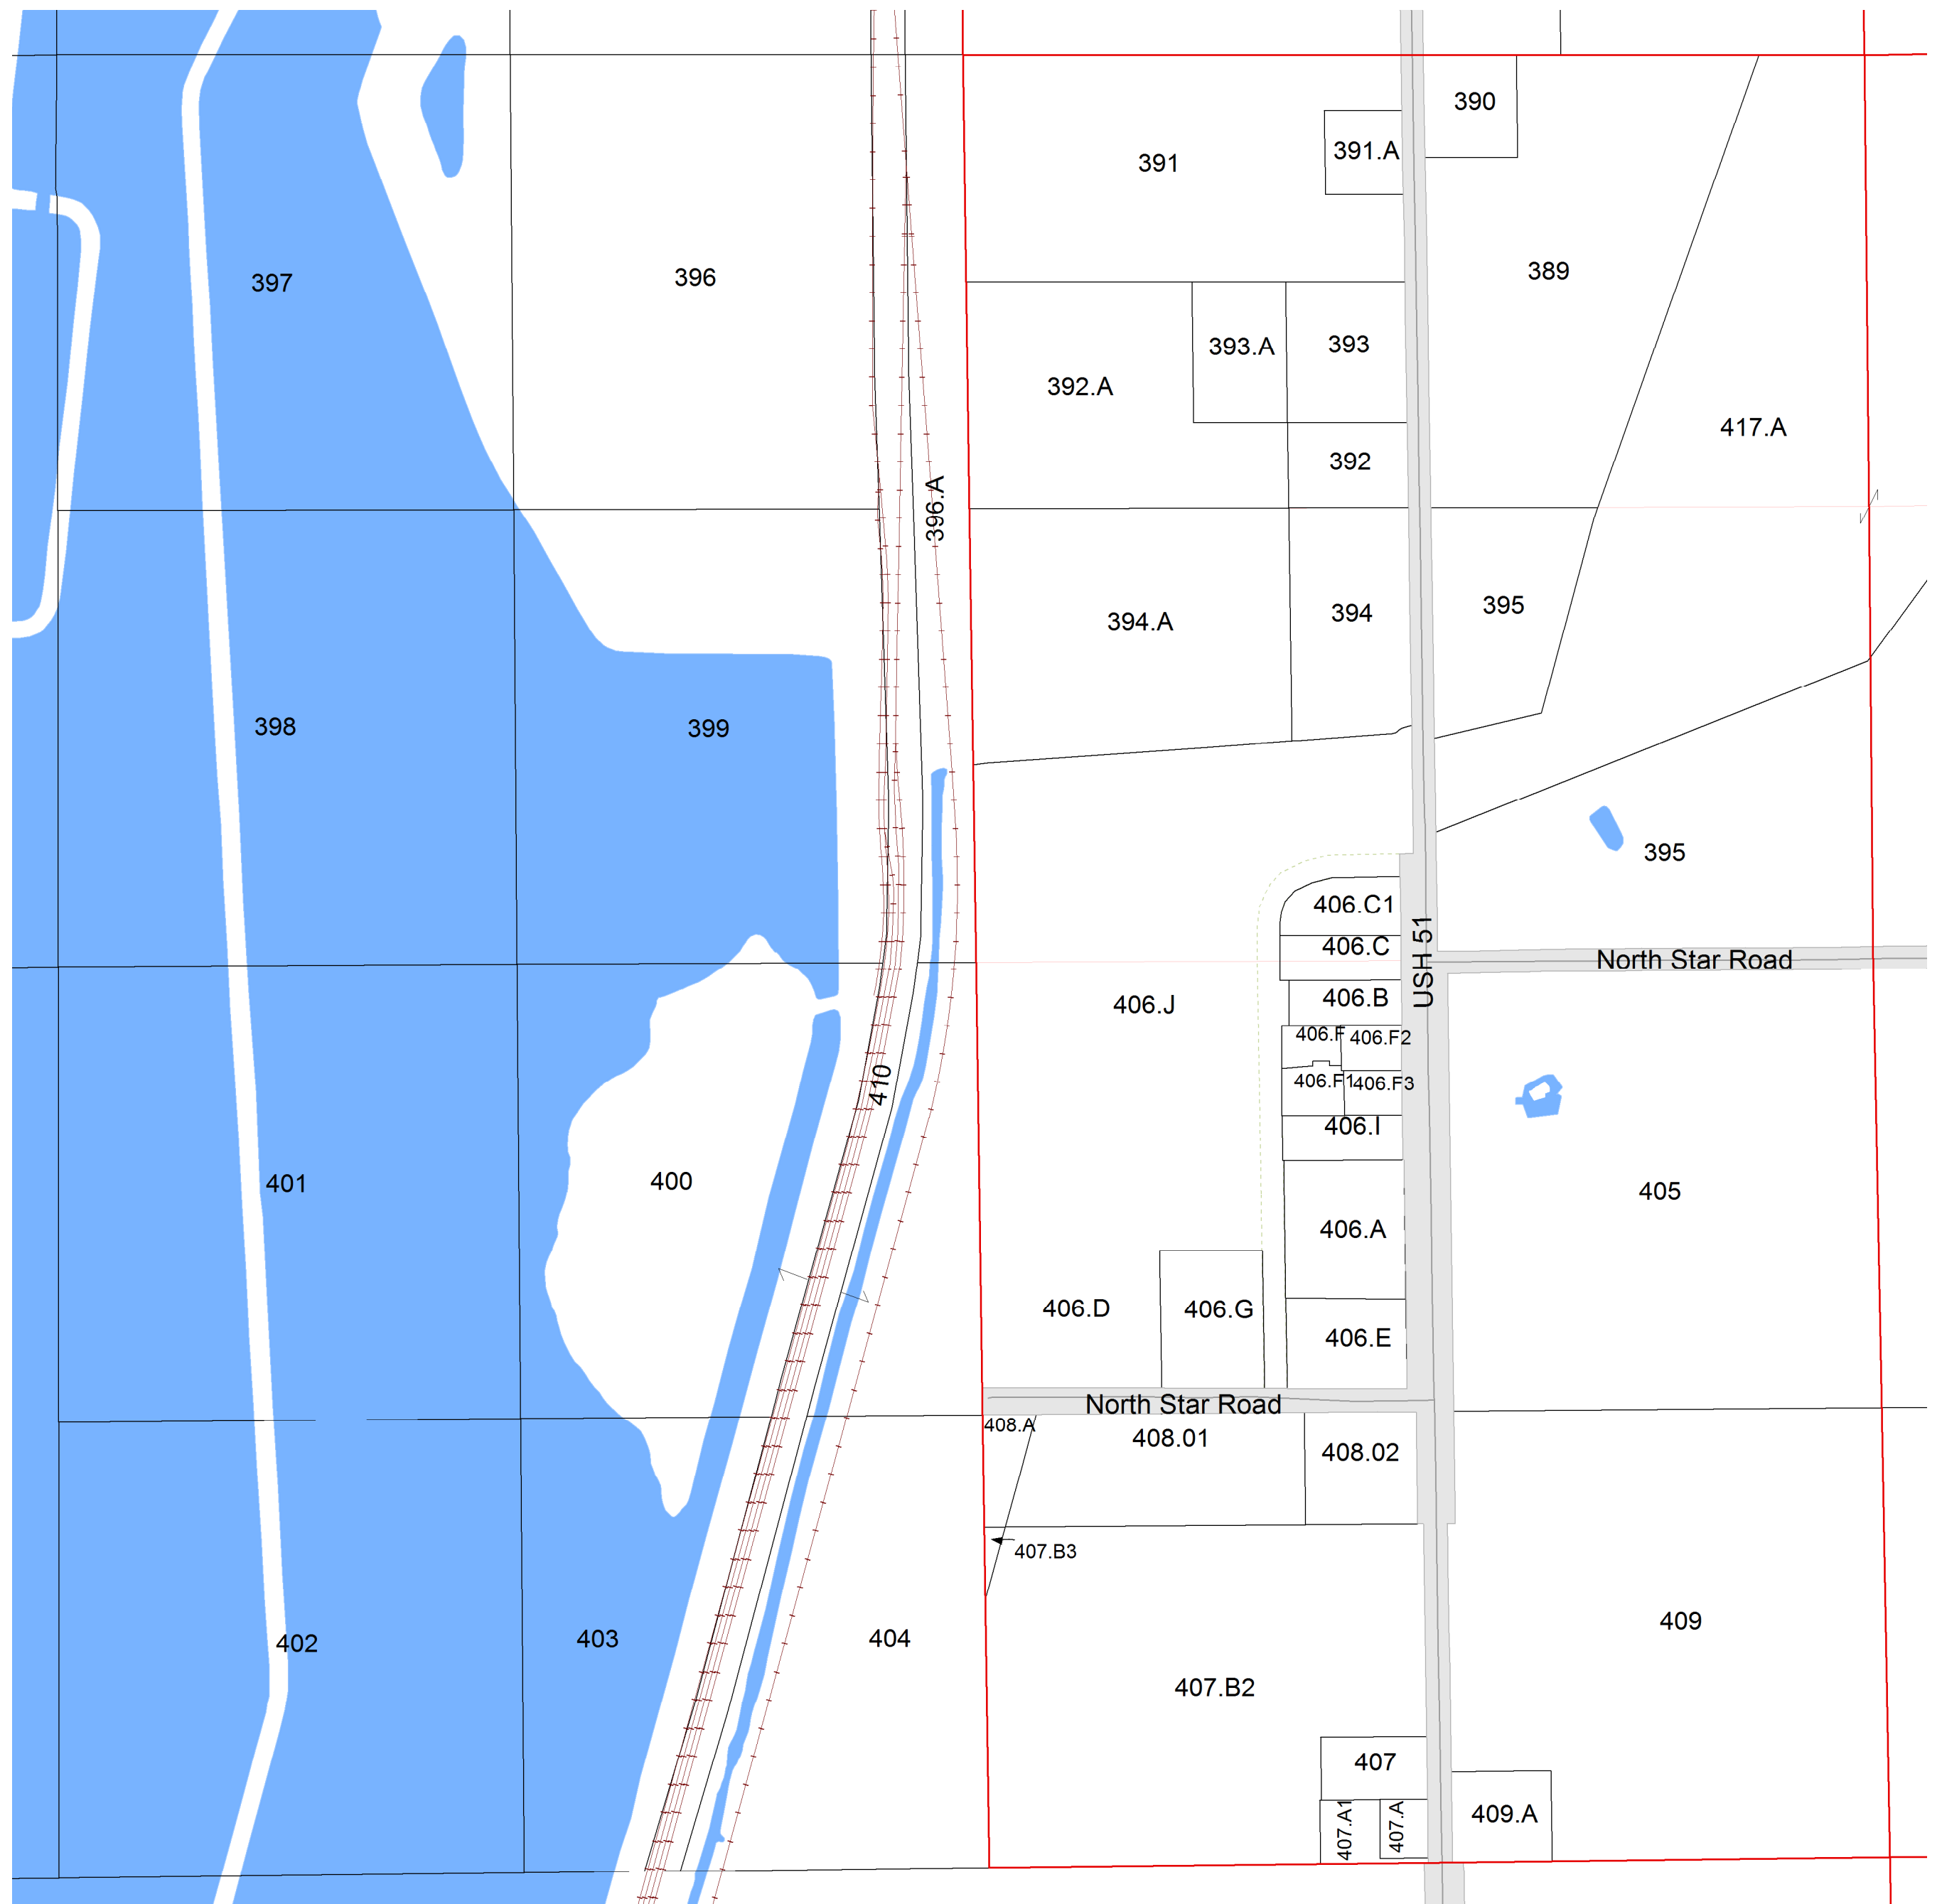 390
391.A
391
389
397
396
393
393.A
392.A
417.A
392
396.A
395
394
394.A
398
399
395
406.C1
406.C
USH 51
North Star Road
406.B
406.J
406.F
406.F2
406.F1
406.F3
410
406.I
401
400
405
406.A
406.D
406.G
406.E
North Star Road
408.A
408.01
408.02
407.B3
402
403
404
409
407.B2
407
407.A1
407.A
409.A